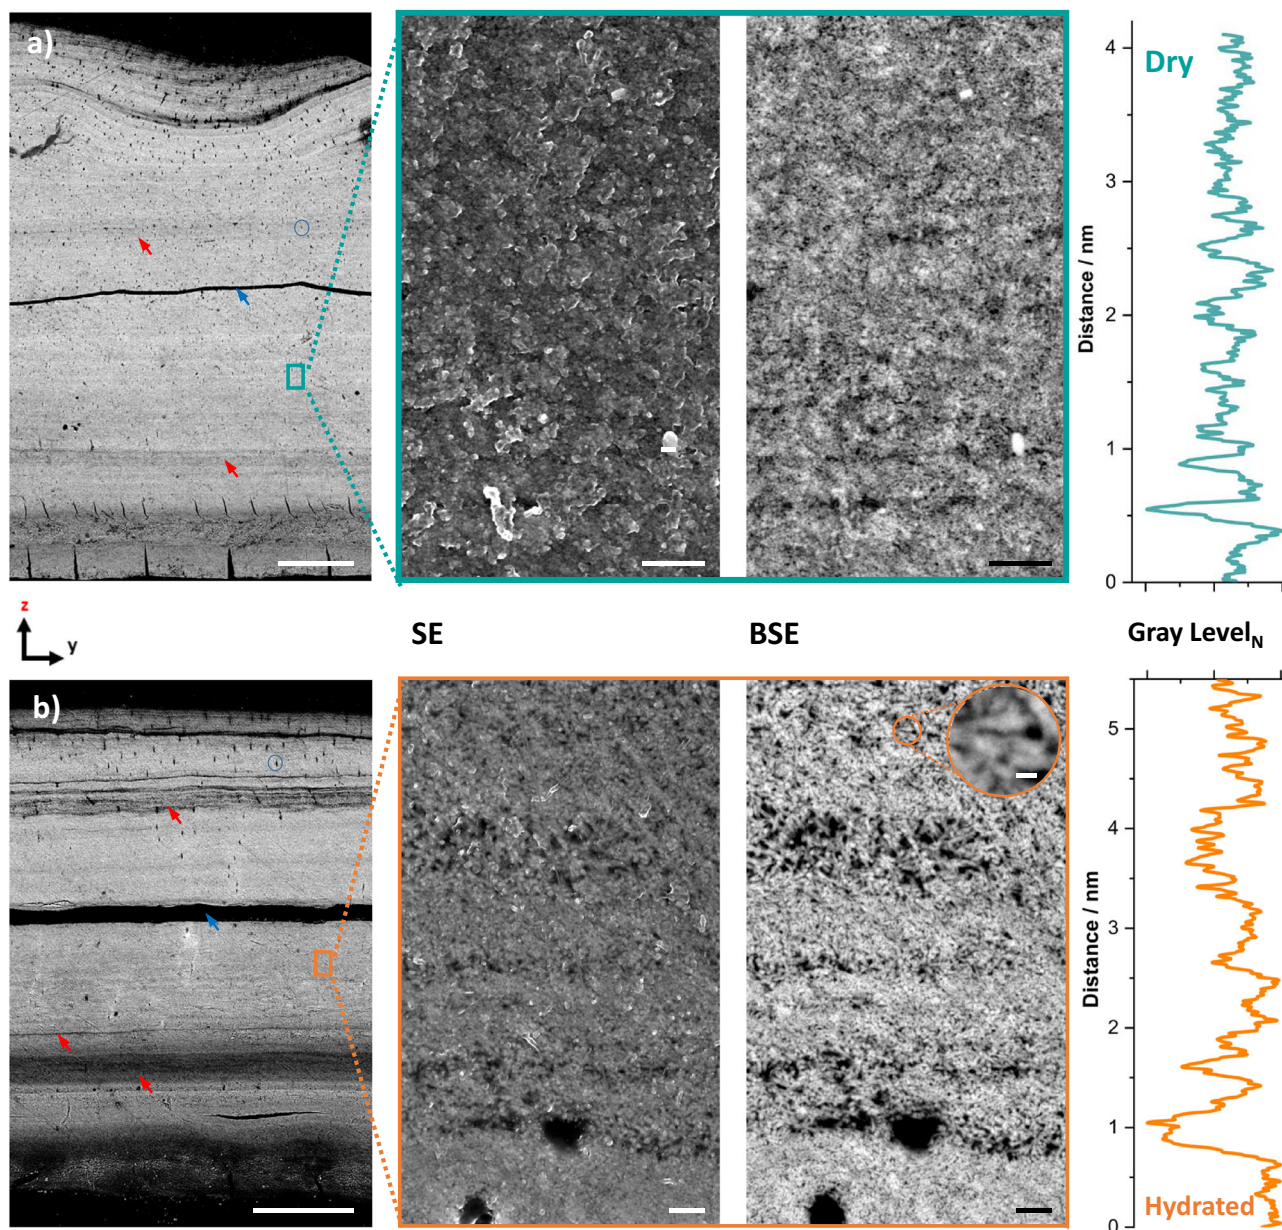 a)
Dry
4
3
2
1
0
Distance / nm
z
y
SE
BSE
Gray Level_N
b)
5
4
3
2
1
0
Distance / nm
Hydrated